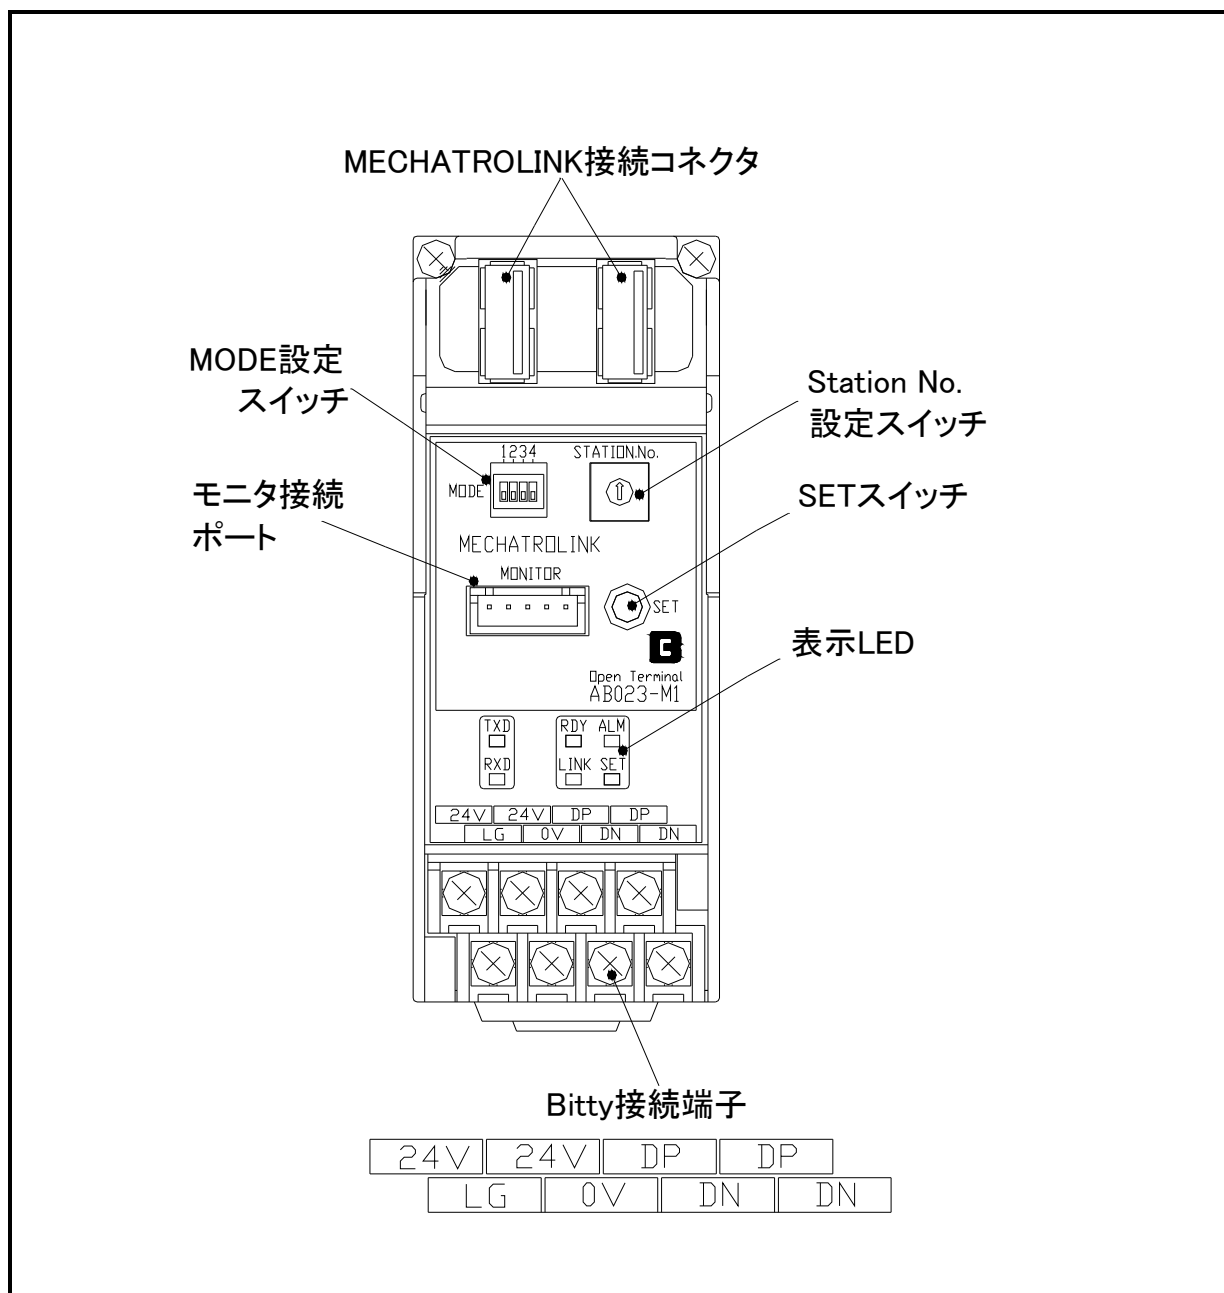 MECHATROLINK接続コネクタ
MODE設定
スイッチ
Station No.
設定スイッチ
モニタ接続
ポート
SETスイッチ
表示LED
1234
STATION.No.
MODE
MECHATROLINK
MONITOR
SET
C
Open Terminal
AB023-M1
TXD
RDY ALM
RXD
LINK SET
24V 24V DP DP
LG 0V DN DN
Bitty接続端子
24V 24V DP DP
LG 0V DN DN